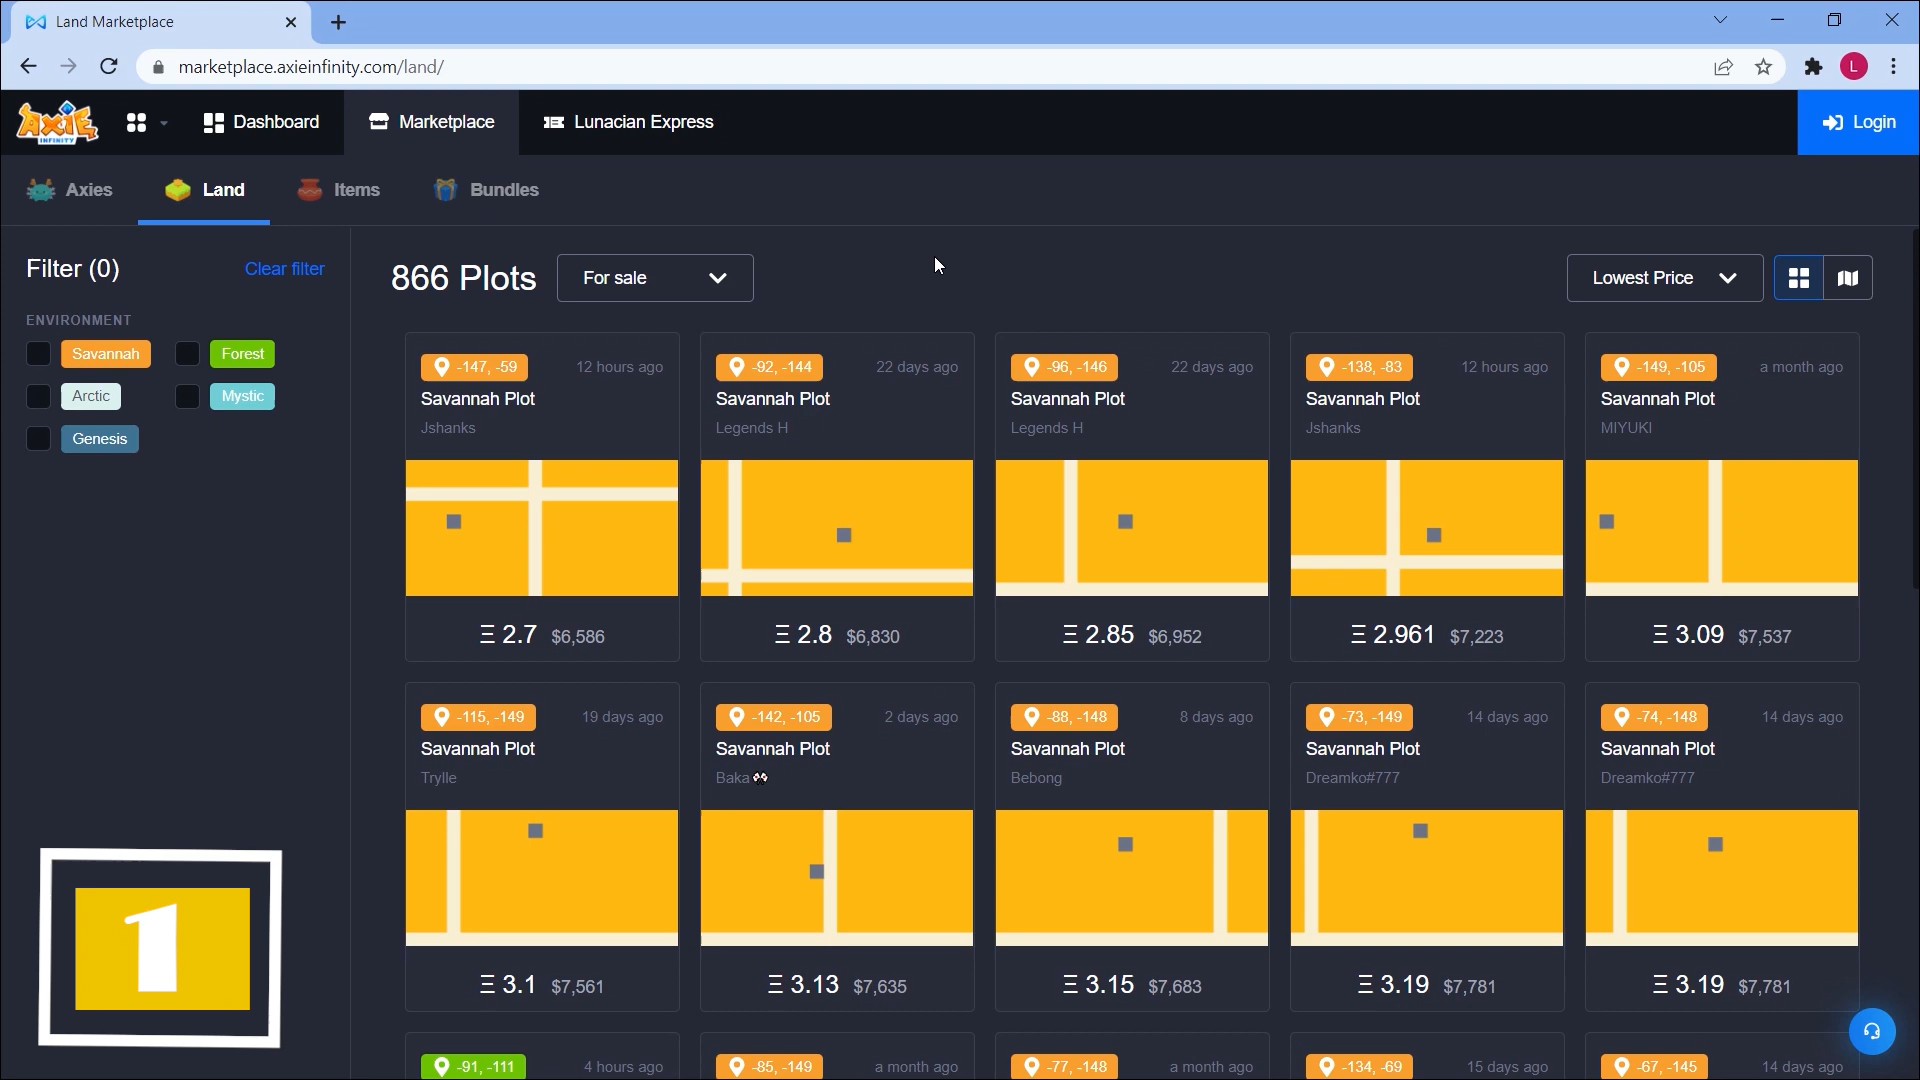 Land Marketplace
marketplace.axieinfinity.com/land/
L
AXIE
INFINITY
Dashboard
Marketplace
Lunacian Express
Login
Axies
Land
Items
Bundles
Filter (0)
Clear filter
ENVIRONMENT
Savannah
Forest
Arctic
Mystic
Genesis
866 Plots
For sale
Lowest Price
-147, -59
12 hours ago
Savannah Plot
Jshanks
Ξ 2.7 $6,586
-92, -144
22 days ago
Savannah Plot
Legends H
Ξ 2.8 $6,830
-96, -146
22 days ago
Savannah Plot
Legends H
Ξ 2.85 $6,952
-138, -83
12 hours ago
Savannah Plot
Jshanks
Ξ 2.961 $7,223
-149, -105
a month ago
Savannah Plot
MIYUKI
Ξ 3.09 $7,537
-115, -149
19 days ago
Savannah Plot
Trylle
Ξ 3.1 $7,561
-142, -105
2 days ago
Savannah Plot
Baka
Ξ 3.13 $7,635
-88, -148
8 days ago
Savannah Plot
Bebong
Ξ 3.15 $7,683
-73, -149
14 days ago
Savannah Plot
Dreamko#777
Ξ 3.19 $7,781
-74, -148
14 days ago
Savannah Plot
Dreamko#777
Ξ 3.19 $7,781
-91, -111
4 hours ago
-85, -149
a month ago
-77, -148
a month ago
-134, -69
15 days ago
-67, -145
14 days ago
1